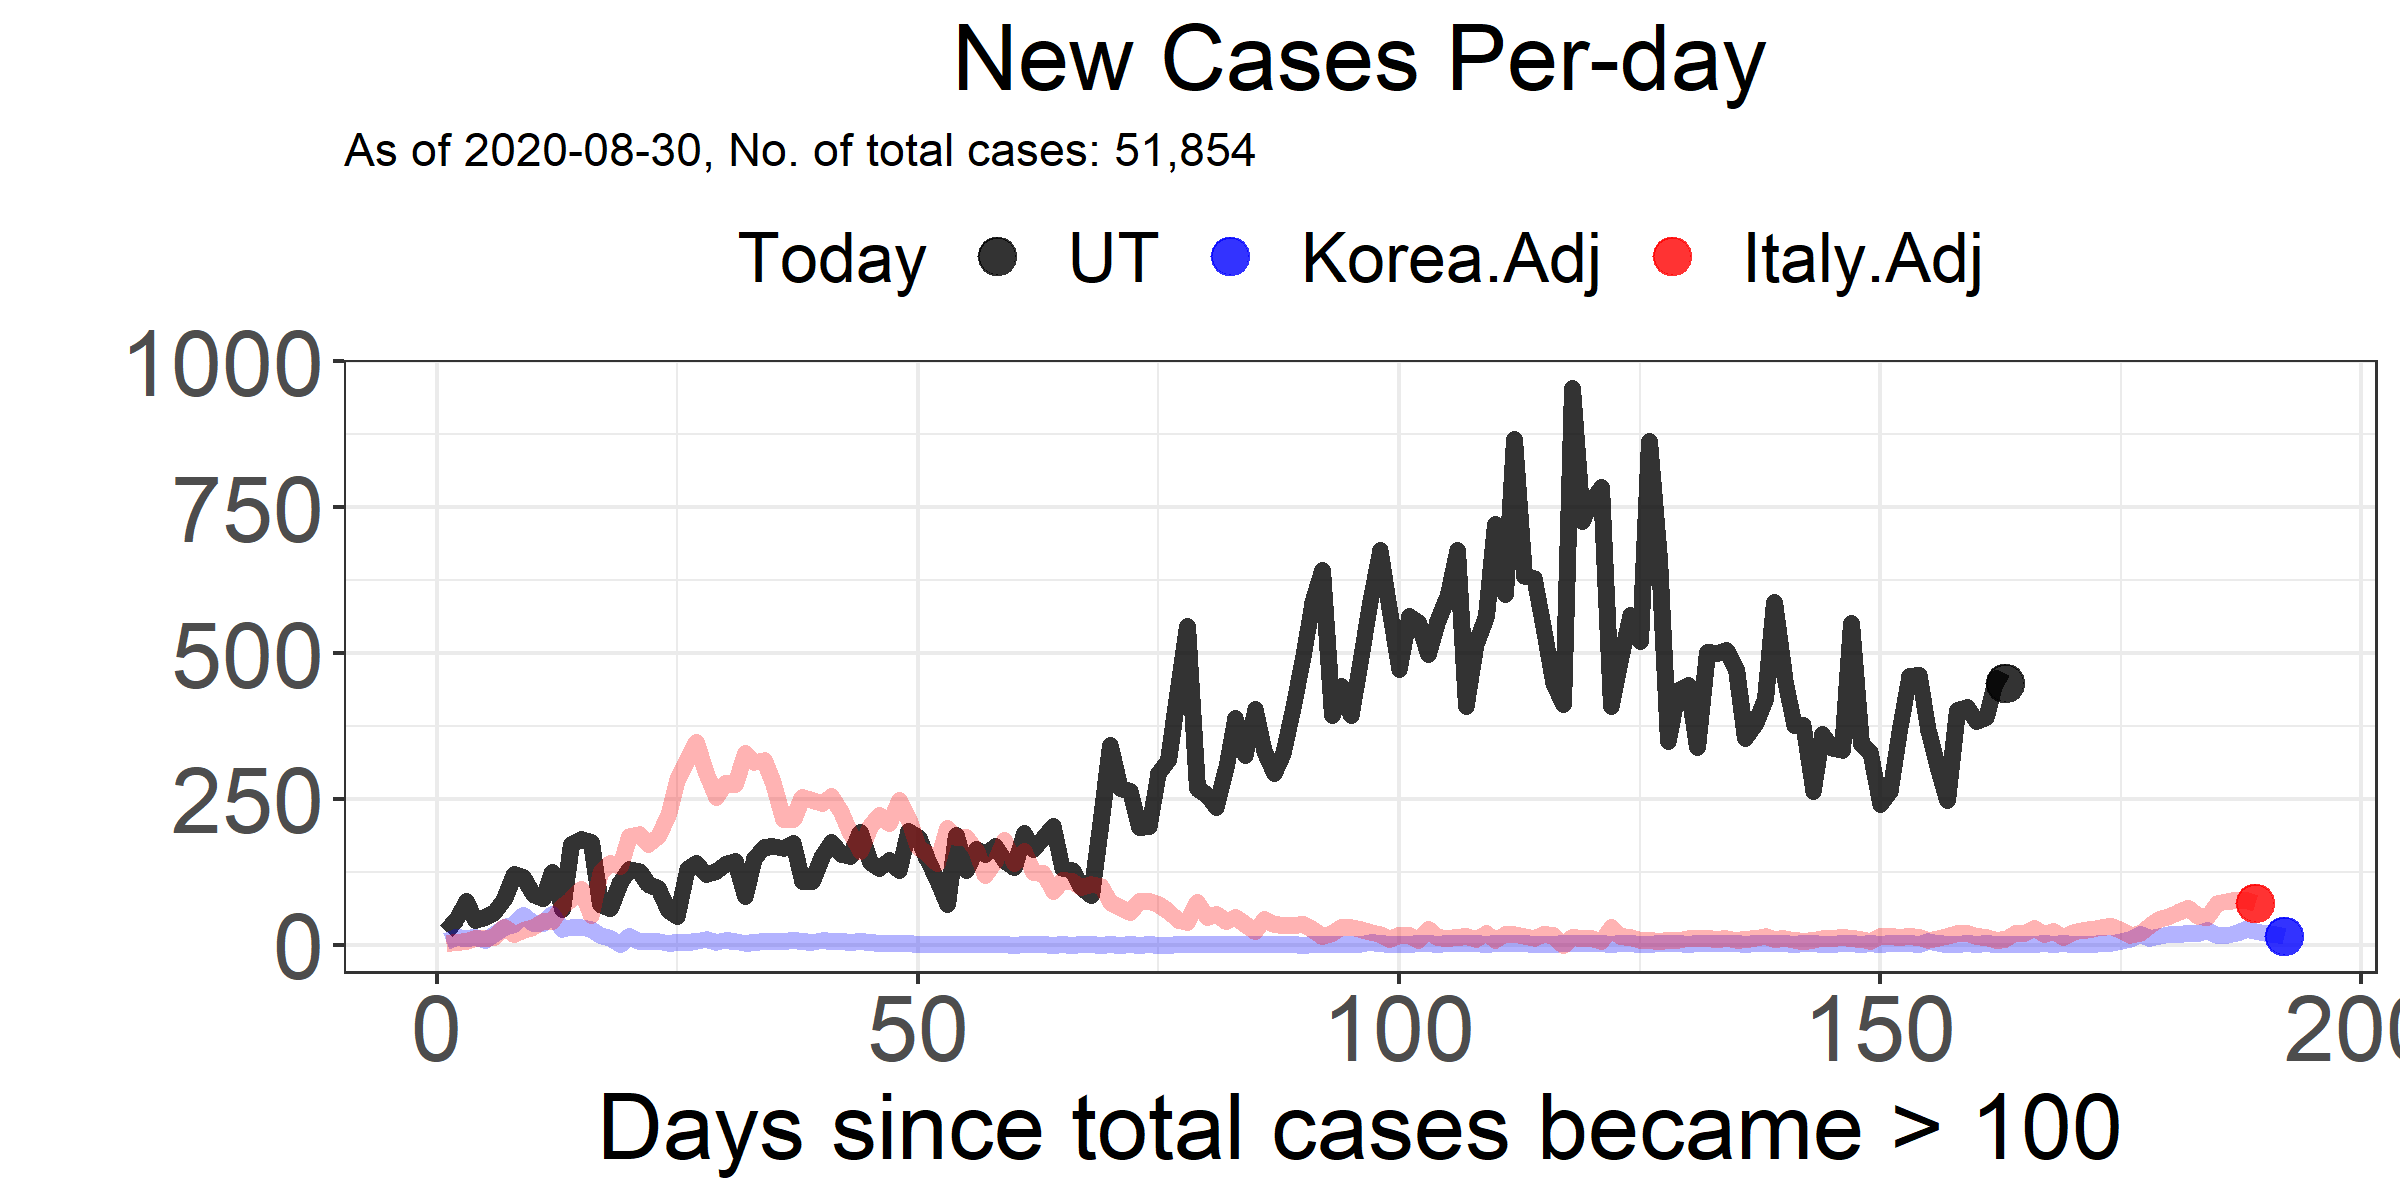 New Cases Per-day
As of 2020-08-30, No. of total cases: 51,854
Today UT Korea.Adj Italy.Adj
1000
750
500
250
0
0 50 100 150 200
Days since total cases became > 100